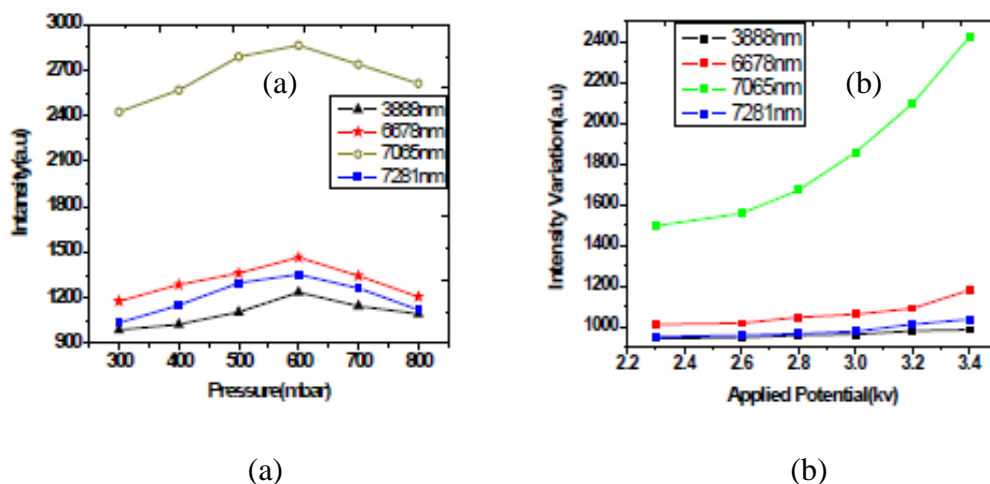 3000
2700
2400
2100
1800
1500
1200
900
Intansity(a.u
(a)
3888nm
6678nm
7065nm
7281nm
300 400 500 600 700 800
Pressure(mbar)
2400
2200
2000
1800
1600
1400
1200
1000
Intensity Variation(a.u)
3888nm
6678nm
7065nm
7281nm
(b)
2.2 2.4 2.6 2.8 3.0 3.2 3.4
Applied Potential(kv)
(a) (b)